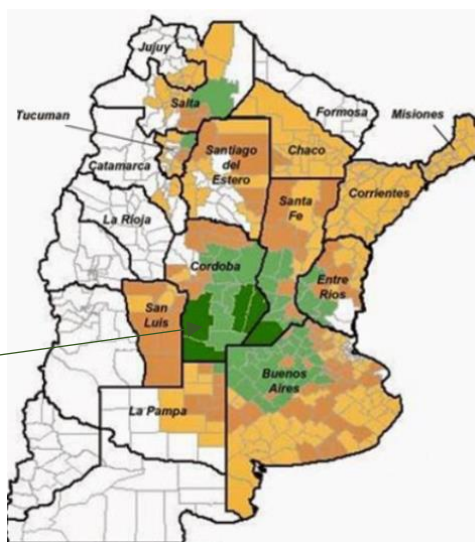 Jujuy
Salta
Formosa
Misiones
Tucuman
Chaco
Santiago
del
Estero
Catamarca
Corrientes
Santa
Fe
La Rioja
Cordoba
Entre
Rios
San
Luis
Buenos
Aires
La Pampa